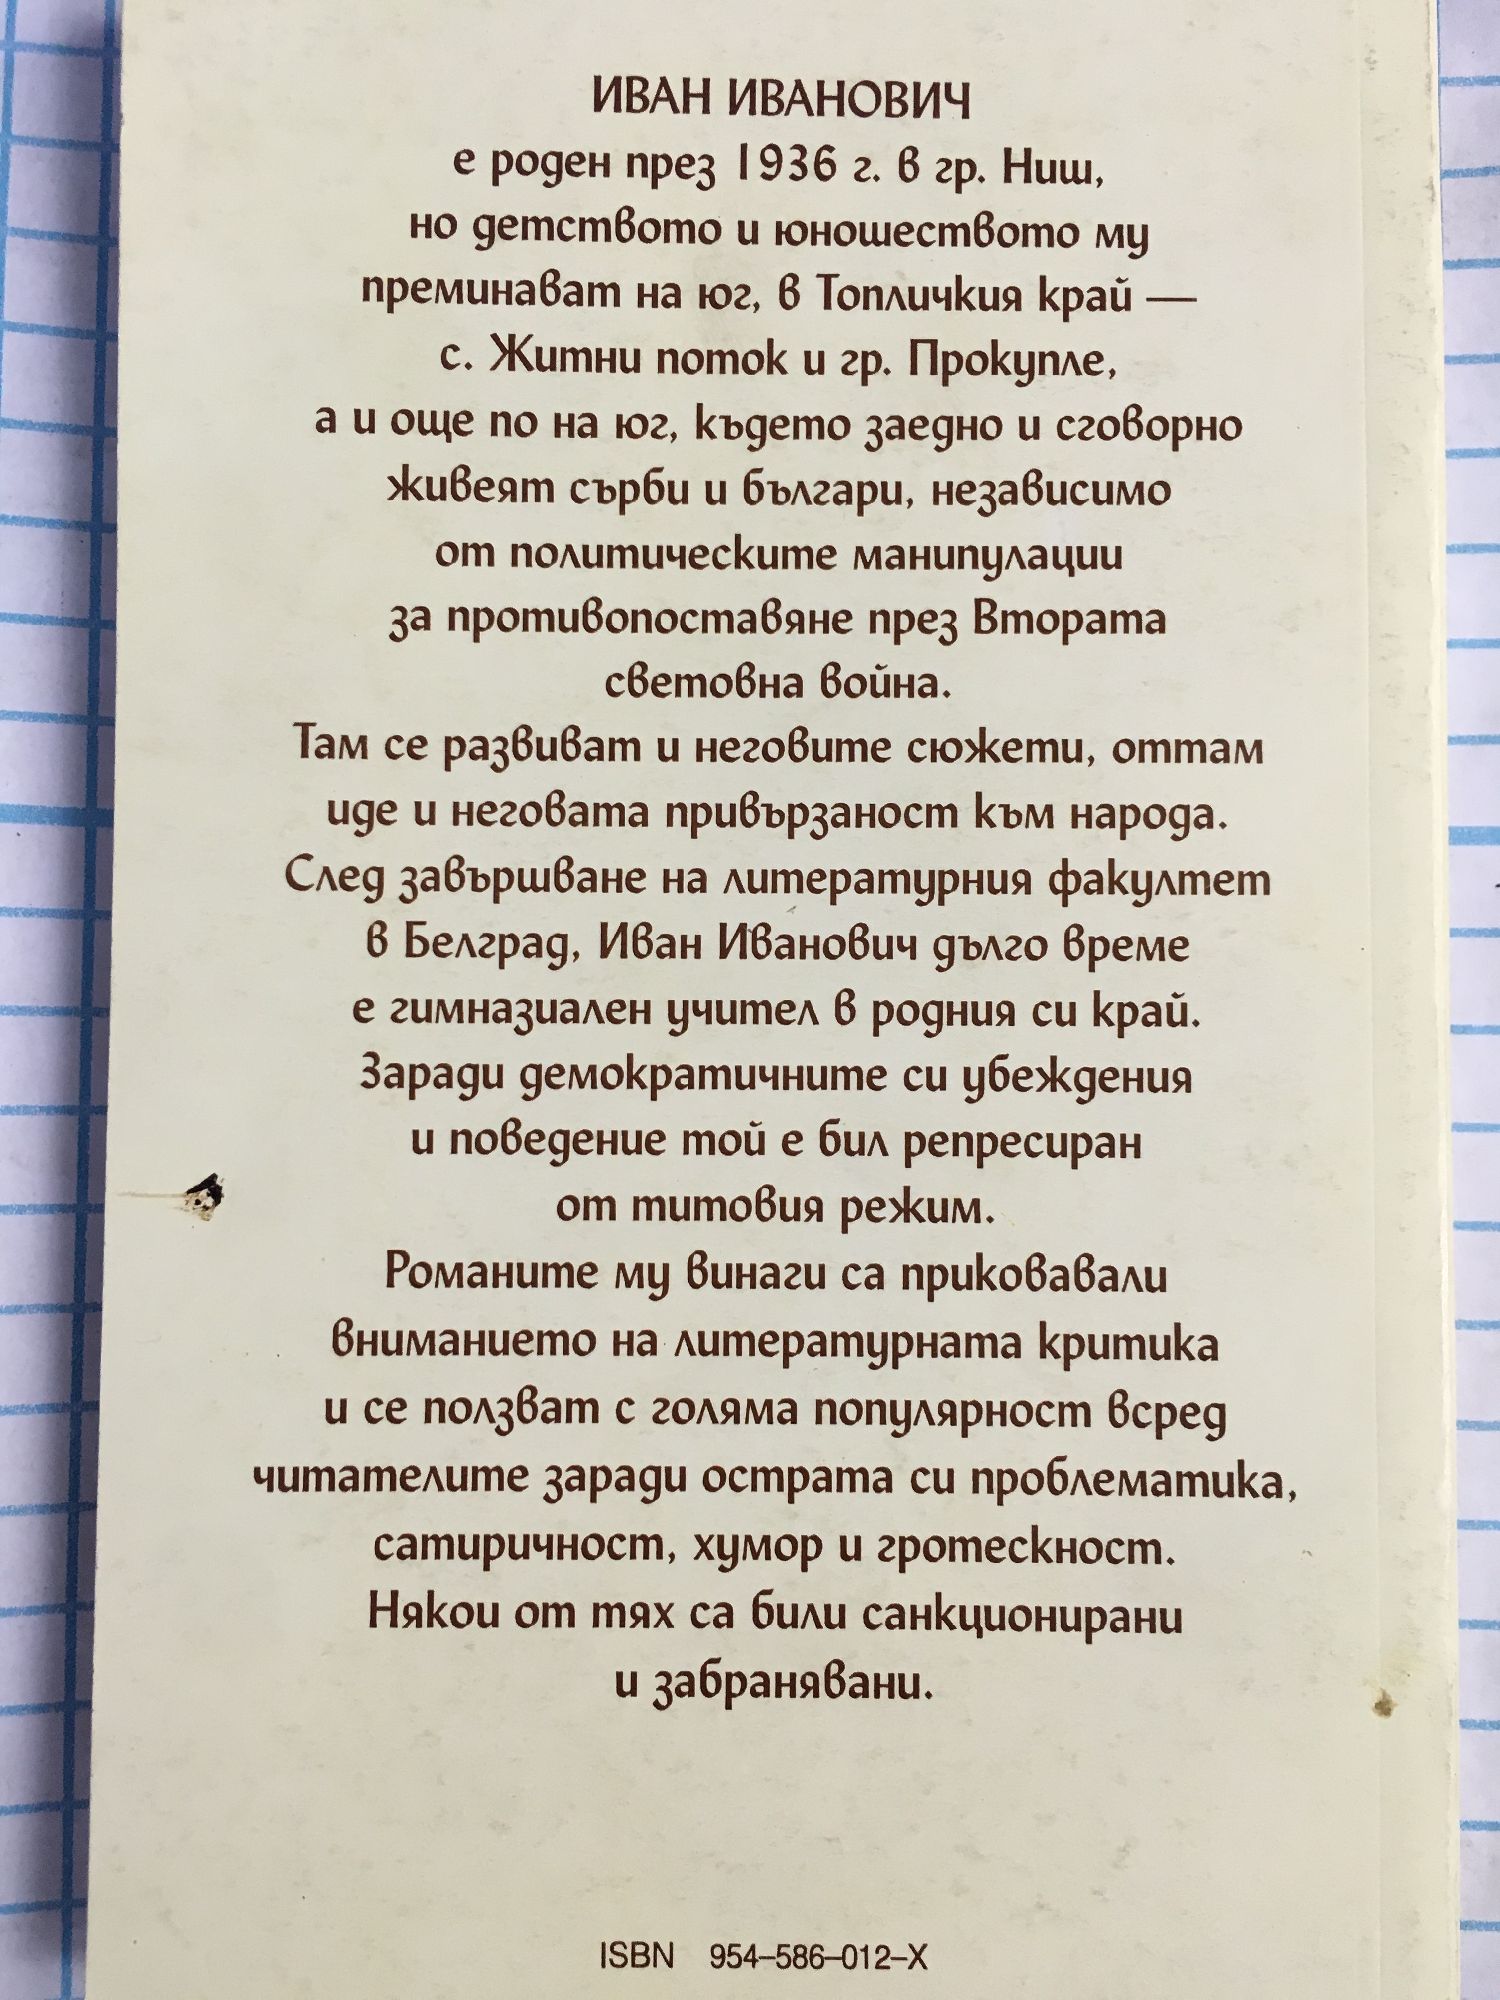 ИВАН ИВАНОВИЧ
е роден през 1936 г. в гр. Ниш,
но детството и юношеството му
преминават на юг, в Топличкия край —
с. Житни поток и гр. Прокупле,
а и още по на юг, където заедно и сговорно
живеят сърби и българи, независимо
от политическите манипулации
за противопоставяне през Втората
световна война.
Там се развиват и неговите сюжети, оттам
иде и неговата привързаност към народа.
След завършване на литературния факултет
в Белград, Иван Иванович дълго време
е гимназиален учител в родния си край.
Заради демократичните си убеждения
и поведение той е бил репресиран
от титовия режим.
Романите му винаги са приковавали
вниманието на литературната критика
и се ползват с голяма популярност всред
читателите заради острата си проблематика,
сатиричност, хумор и гротескност.
Някои от тях са били санкционирани
и забранявани.
ISBN 954–586–012–X